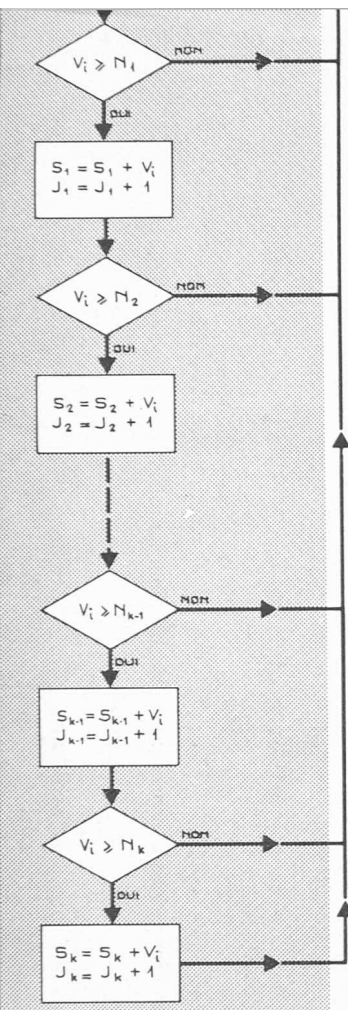 Vᵢ ⩾ N₁
NON
OUI
S₁ = S₁ + Vᵢ
J₁ = J₁ + 1
Vᵢ ⩾ N₂
NON
OUI
S₂ = S₂ + Vᵢ
J₂ = J₂ + 1
Vᵢ ⩾ Nₖ₋₁
NON
OUI
Sₖ₋₁ = Sₖ₋₁ + Vᵢ
Jₖ₋₁ = Jₖ₋₁ + 1
Vᵢ ⩾ Nₖ
NON
OUI
Sₖ = Sₖ + Vᵢ
Jₖ = Jₖ + 1